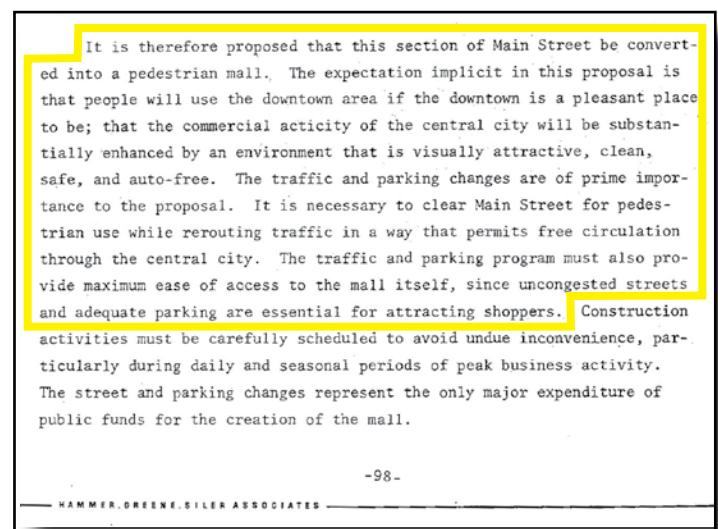 It is therefore proposed that this section of Main Street be convert-
ed into a pedestrian mall. The expectation implicit in this proposal is
that people will use the downtown area if the downtown is a pleasant place
to be; that the commercial acticity of the central city will be substan-
tially enhanced by an environment that is visually attractive, clean,
safe, and auto-free. The traffic and parking changes are of prime impor-
tance to the proposal. It is necessary to clear Main Street for pedes-
trian use while rerouting traffic in a way that permits free circulation
through the central city. The traffic and parking program must also pro-
vide maximum ease of access to the mall itself, since uncongested streets
and adequate parking are essential for attracting shoppers. Construction
activities must be carefully scheduled to avoid undue inconvenience, par-
ticularly during daily and seasonal periods of peak business activity.
The street and parking changes represent the only major expenditure of
public funds for the creation of the mall.
-98-
HAMMER.GREENE.SILER ASSOCIATES